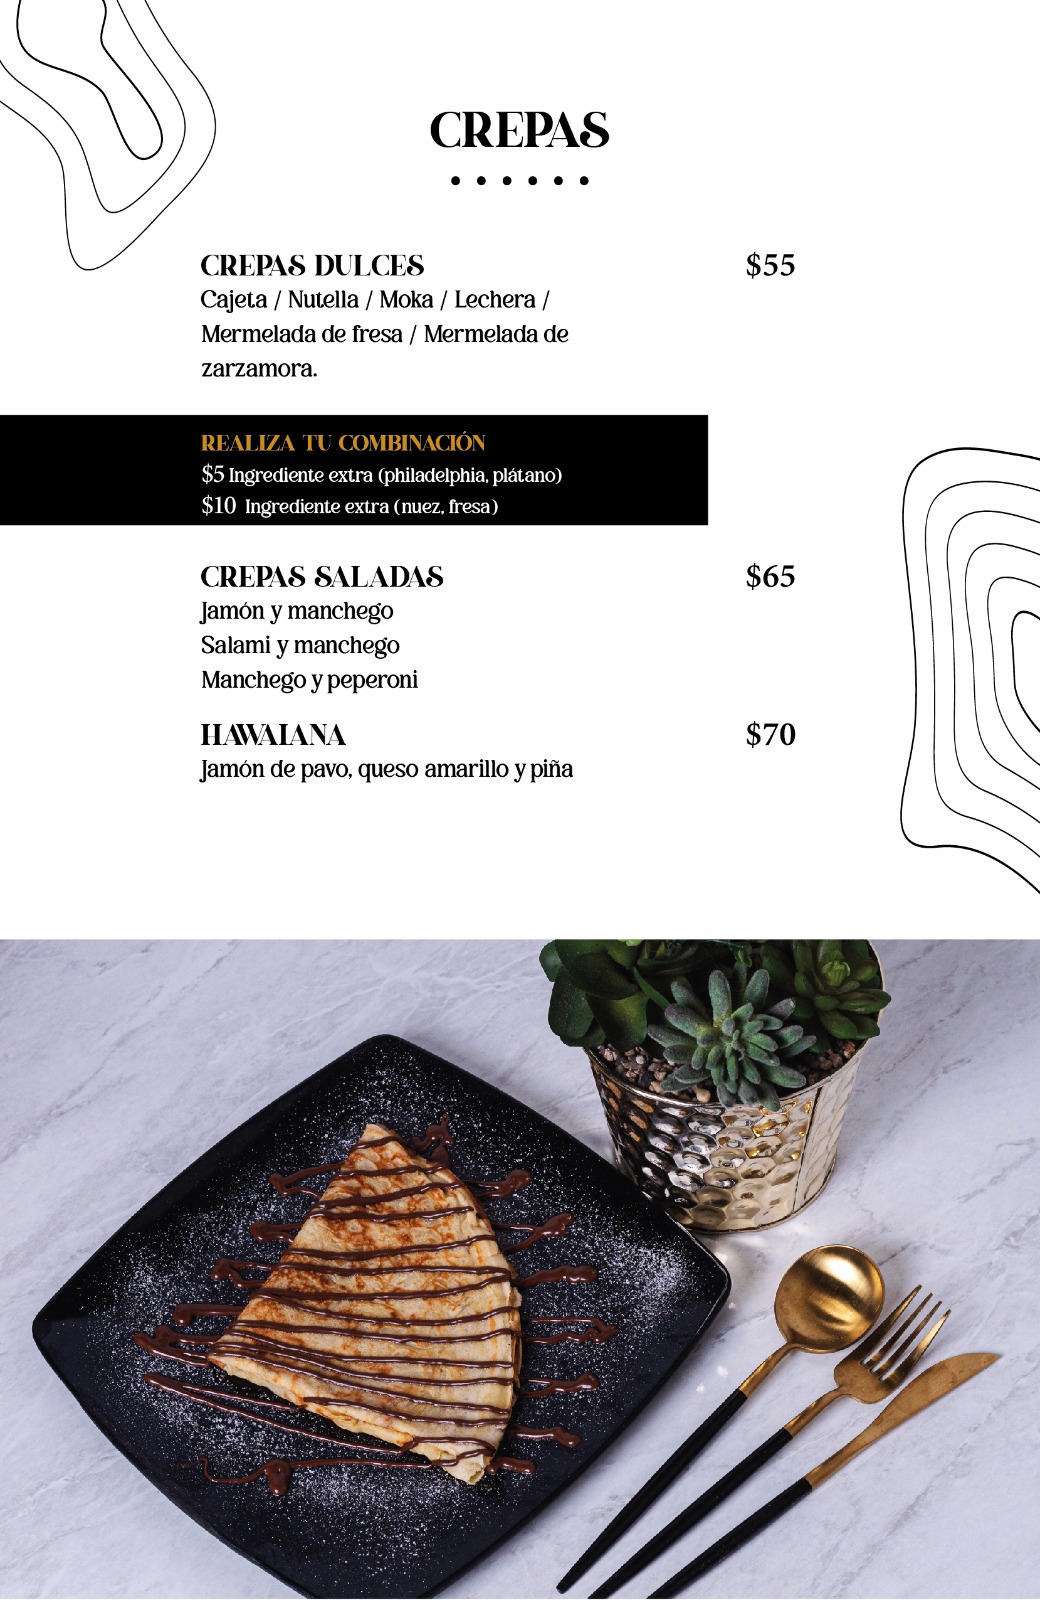 CREPAS
CREPAS DULCES $55
Cajeta / Nutella / Moka / Lechera /
Mermelada de fresa / Mermelada de
zarzamora.
REALIZA TU COMBINACIÓN
$5 Ingrediente extra (philadelphia, plátano)
$10 Ingrediente extra (nuez, fresa)
CREPAS SALADAS $65
Jamón y manchego
Salami y manchego
Manchego y peperoni
HAWAIANA $70
Jamón de pavo, queso amarillo y piña